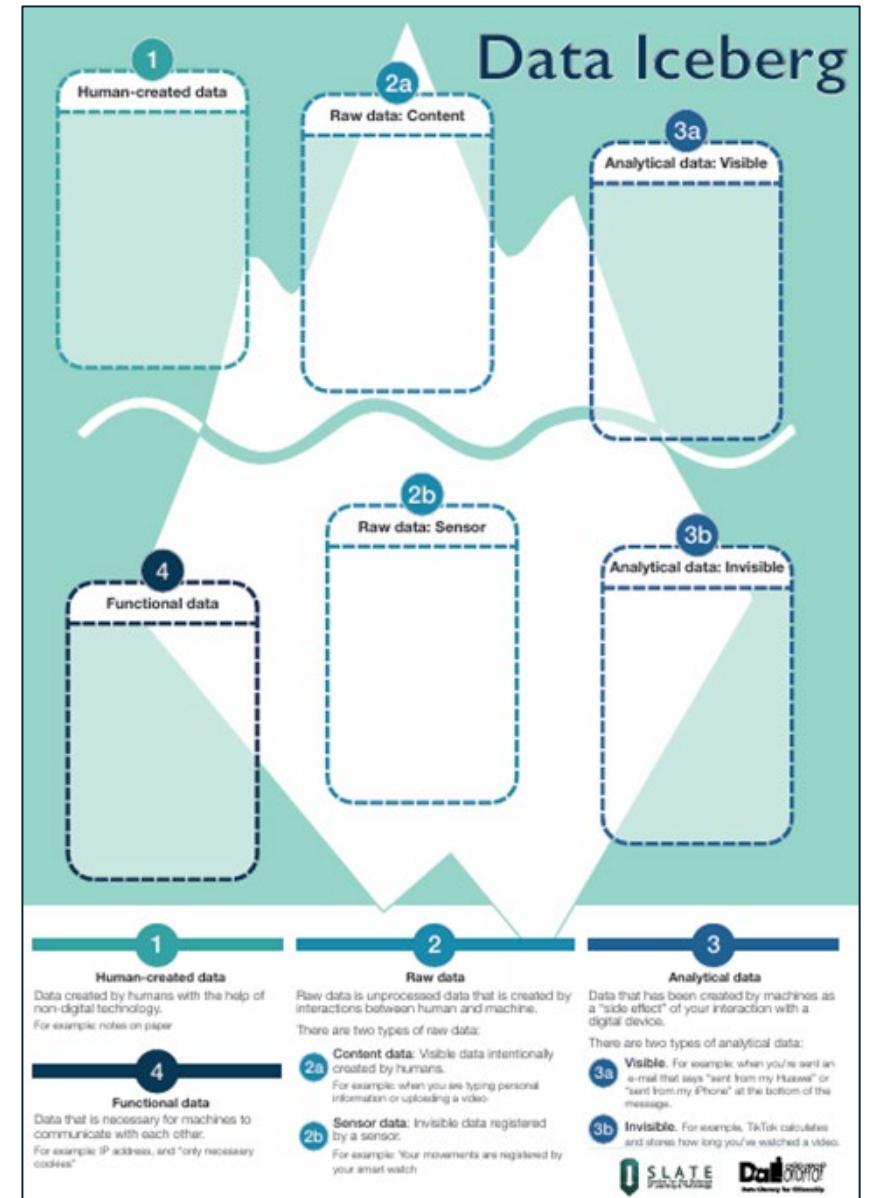 Data Iceberg
1
Human-created data
2a
Raw data: Content
3a
Analytical data: Visible
2b
Raw data: Sensor
3b
Analytical data: Invisible
4
Functional data
1
Human-created data
Data created by humans with the help of
non-digital technology.
For example: notes on paper
4
Functional data
Data that is necessary for machines to
communicate with each other.
For example: IP address, and "only necessary
cookies"
2
Raw data
Raw data is unprocessed data that is created by
interactions between human and machine.
There are two types of raw data:
2a
Content data: Visible data intentionally
created by humans.
For example: when you are typing personal
information or uploading a video
2b
Sensor data: Invisible data registered
by a sensor.
For example: Your movements are registered by
your smart watch
3
Analytical data
Data that has been created by machines as
a "side effect" of your interaction with a
digital device.
There are two types of analytical data:
3a
Visible. For example: when you're sent an
e-mail that says "sent from my Huawei" or
"sent from my iPhone" at the bottom of the
message.
3b
Invisible. For example, TikTok calculates
and stores how long you've watched a video.
SLATE
Data Literacy for Citizenship